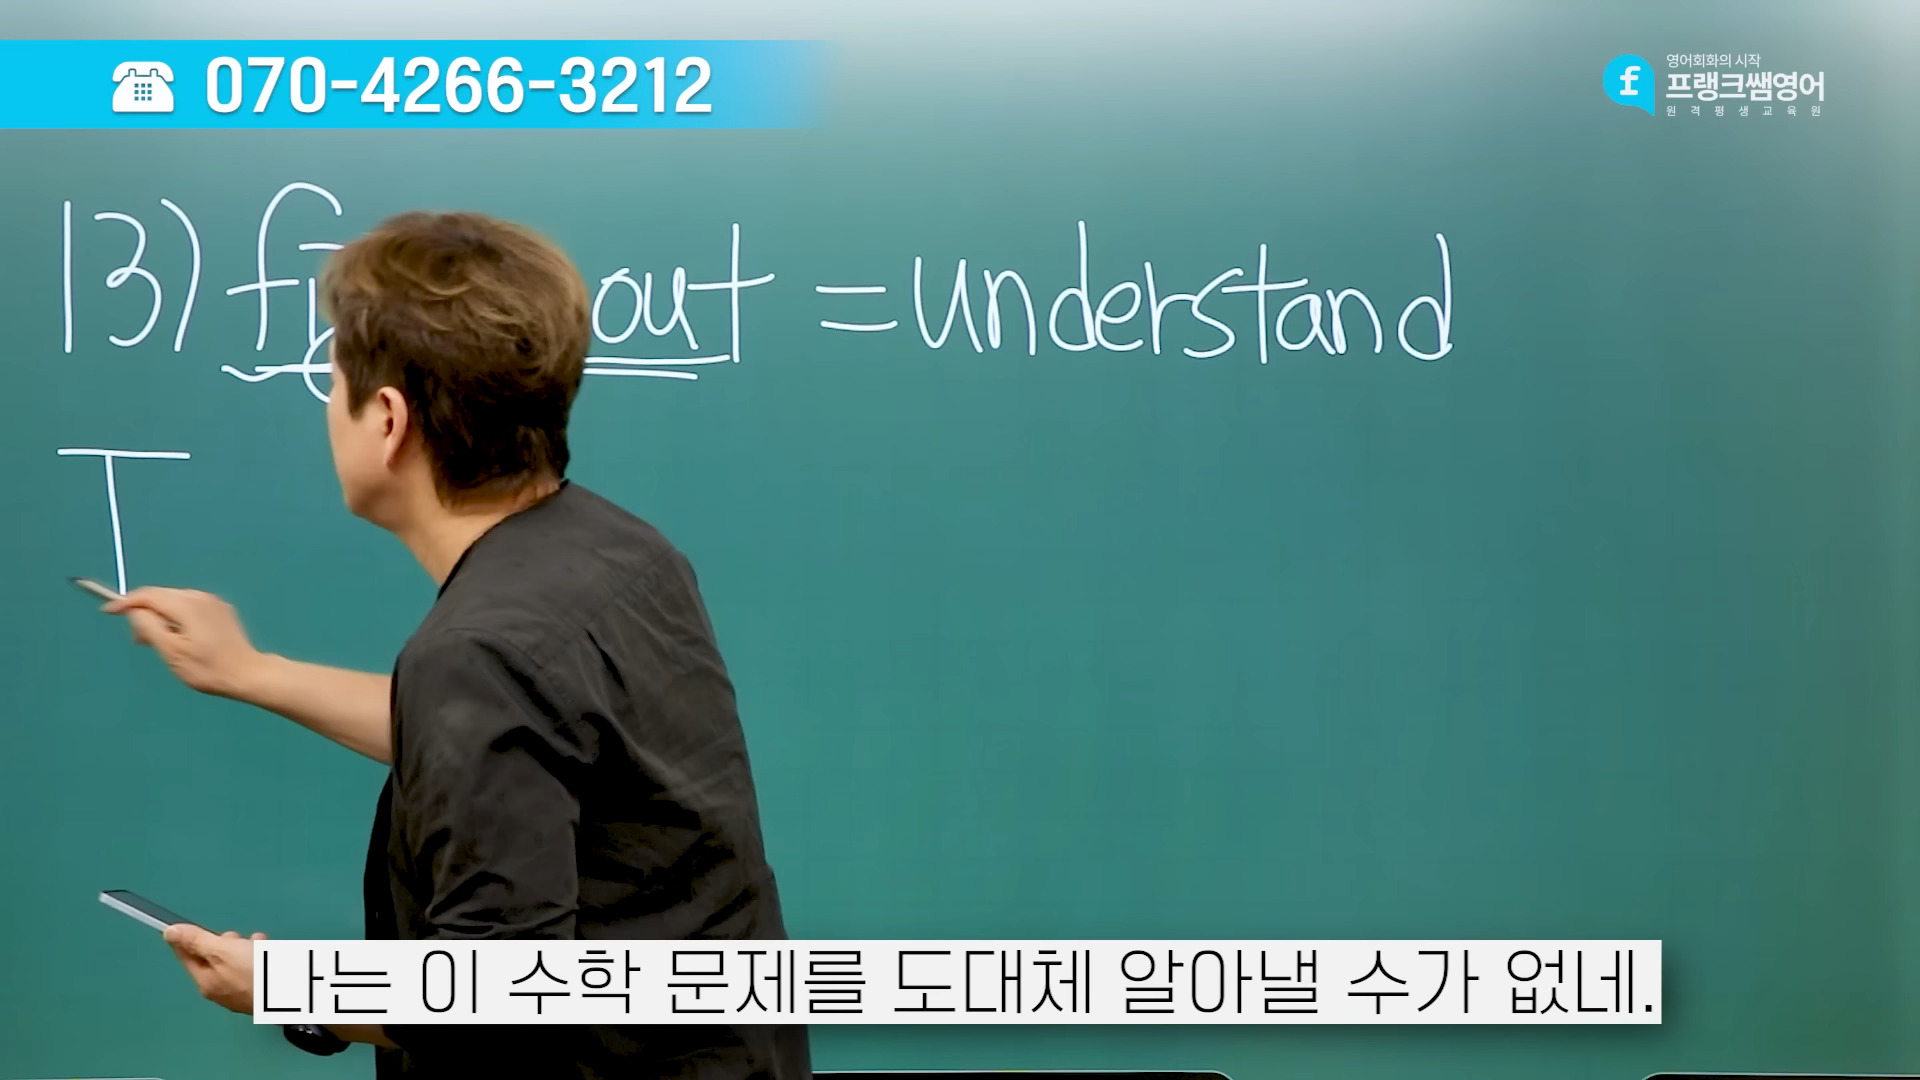 070-4266-3212
영어회화의 시작
프랭크쌤영어
원격평생교육원
13) out = understand
I
나는 이 수학 문제를 도대체 알아낼 수가 없네.